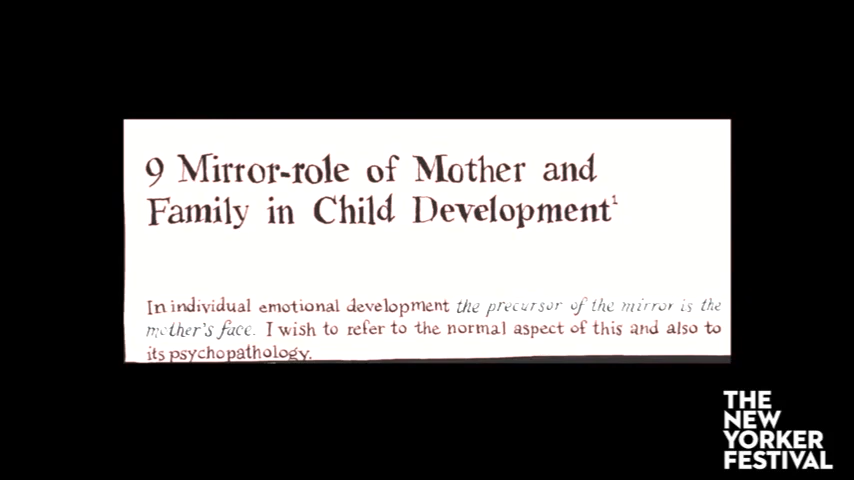 9 Mirror-role of Mother and
Family in Child Development¹
In individual emotional development the precursor of the mirror is the
mother's face. I wish to refer to the normal aspect of this and also to
its psychopathology.
THE
NEW
YORKER
FESTIVAL